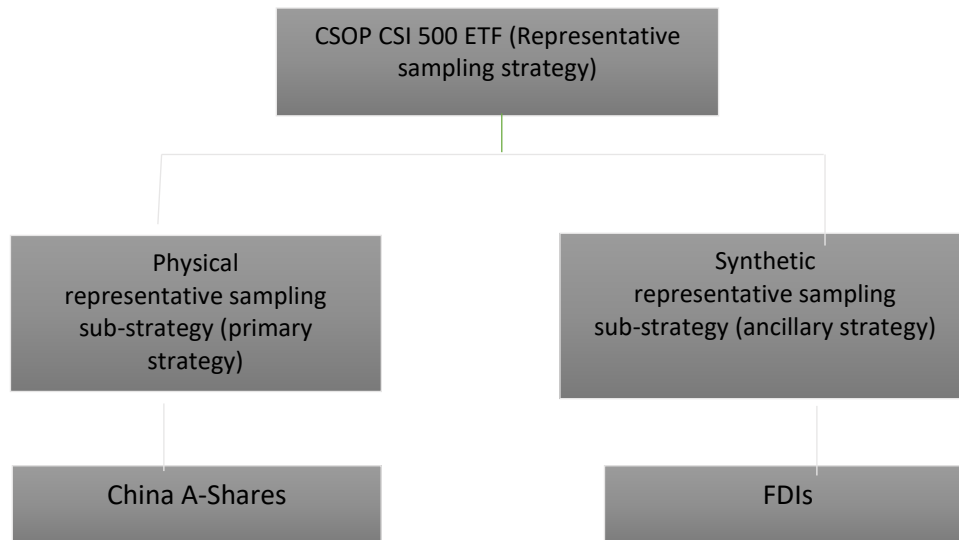 CSOP CSI 500 ETF (Representative
sampling strategy)
Physical
representative sampling
sub-strategy (primary
strategy)
Synthetic
representative sampling
sub-strategy (ancillary strategy)
China A-Shares
FDIs